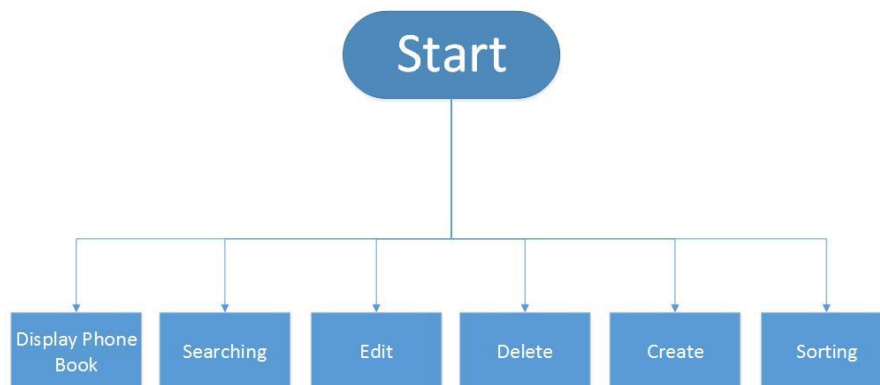 Start
Display Phone
Book
Searching
Edit
Delete
Create
Sorting